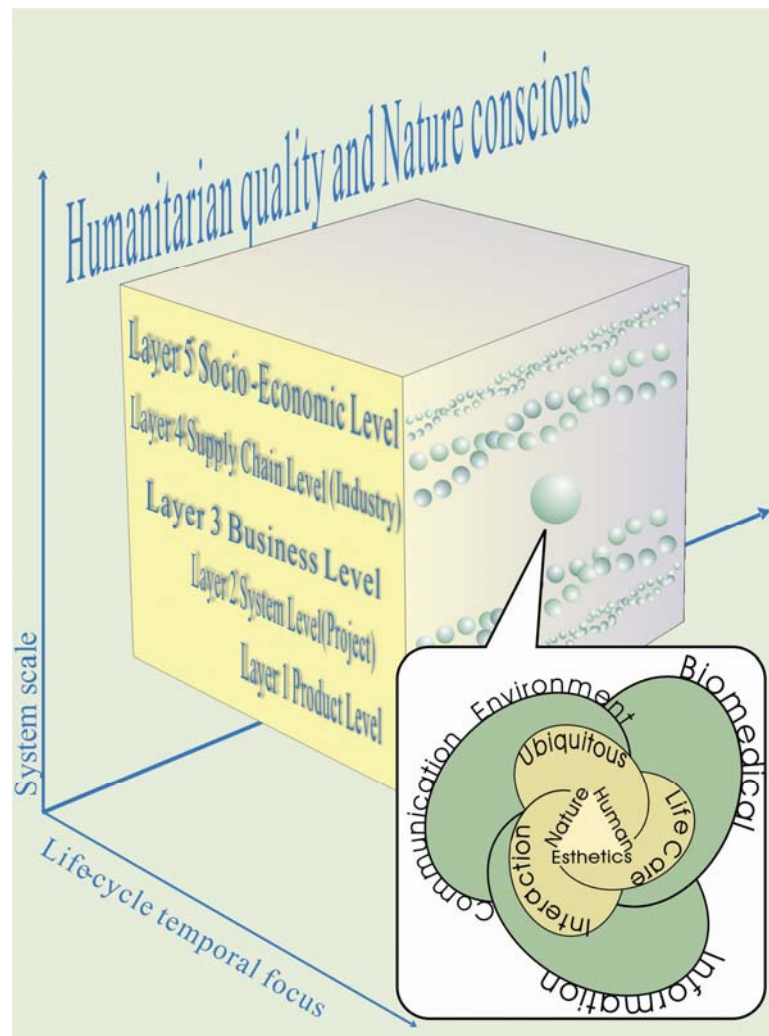 Humanitarian quality and Nature conscious
Layer 5 Socio-Economic Level
Layer 4 Supply Chain Level (Industry)
Layer 3 Business Level
Layer 2 System Level(Project)
Layer 1 Product Level
System scale
Life-cycle temporal focus
Environment
Biomedical
Communication
Information
Ubiquitous
Life Care
Interaction
Nature
Human
Esthetics